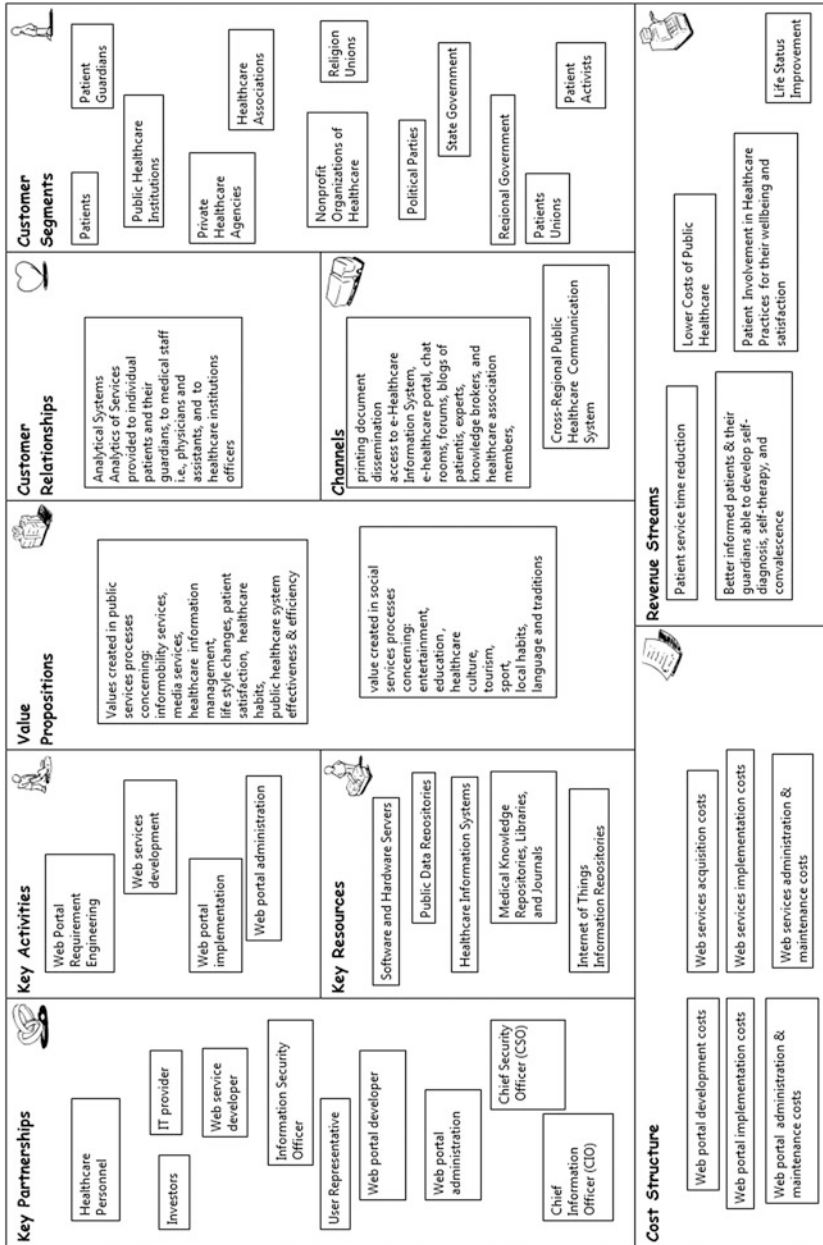 Key Partnerships
Healthcare
Personnel
Investors
IT provider
Web service
developer
Information Security
Officer
User Representative
Web portal developer
Web portal
administration
Chief Security
Officer (CSO)
Chief
Information
Officer (CIO)
Key Activities
Web Portal
Requirement
Engineering
Web services
development
Web portal
implementation
Web portal administration
Key Resources
Software and Hardware Servers
Public Data Repositories
Healthcare Information Systems
Medical Knowledge
Repositories, Libraries,
and Journals
Internet of Things
Information Repositories
Value
Propositions
Values created in public
services processes
concerning:
informobility services,
media services,
healthcare information
management,
life style changes, patient
satisfaction, healthcare
habits,
public healthcare system
effectiveness & efficiency
value created in social
services processes
concerning:
entertainment,
education ,
healthcare
culture,
tourism,
sport,
local habits,
language and traditions
Customer
Relationships
Analytical Systems
Analytics of Services
provided to individual
patients and their
guardians, to medical staff
i.e., physicians and
assistants, and to
healthcare institutions
officers
Channels
printing document
dissemination
access to e-Healthcare
Information System,
e-healthcare portal, chat
rooms, forums, blogs of
patientis, experts,
knowledge brokers, and
healthcare association
members,
Cross-Regional Public
Healthcare Communication
System
Customer
Segments
Patients
Patient
Guardians
Public Healthcare
Institutions
Private
Healthcare
Agencies
Healthcare
Associations
Nonprofit
Organizations of
Healthcare
Religion
Unions
Political Parties
State Government
Regional Government
Patients
Unions
Patient
Activists
Cost Structure
Web portal development costs
Web portal implementation costs
Web portal administration &
maintenance costs
Web services acquisition costs
Web services implementation costs
Web services administration &
maintenance costs
Revenue Streams
Patient service time reduction
Better informed patients & their
guardians able to develop self-
diagnosis, self-therapy, and
convalescence
Lower Costs of Public
Healthcare
Patient Involvement in Healthcare
Practices for their wellbeing and
satisfaction
Life Status
Improvement